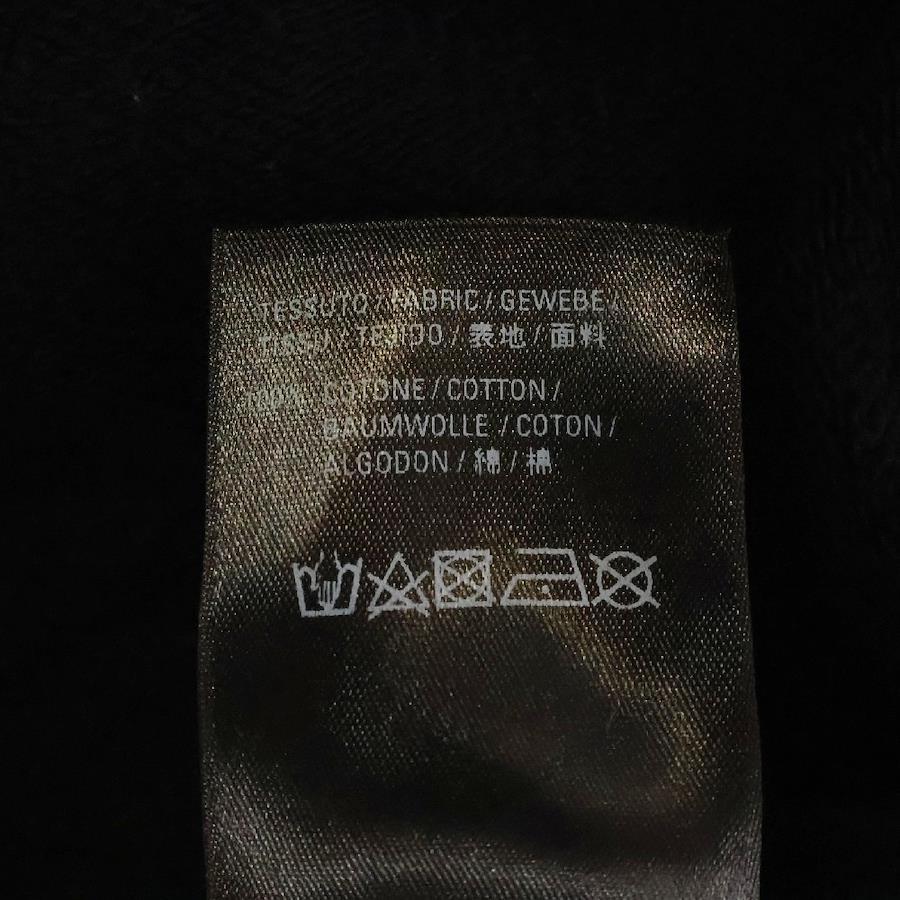 TESSUTO / FABRIC / GEWEBE /
TISSU / TEJIDO / 表地 / 面料
100% COTONE / COTTON /
BAUMWOLLE / COTON /
ALGODON / 綿 / 棉